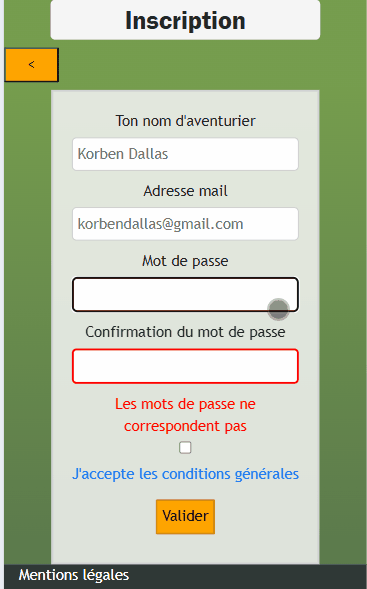 Inscription
<
Ton nom d'aventurier
Korben Dallas
Adresse mail
korbendallas@gmail.com
Mot de passe
Confirmation du mot de passe
Les mots de passe ne
correspondent pas
J'accepte les conditions générales
Valider
Mentions légales